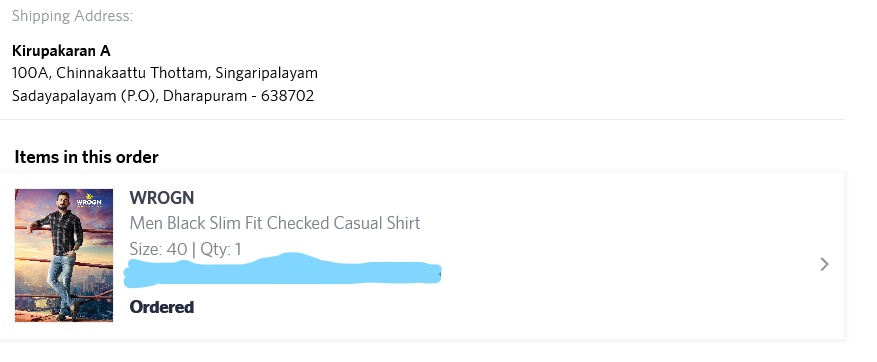 Shipping Address:
Kirupakaran A
100A, Chinnakaattu Thottam, Singaripalayam
Sadayapalayam (P.O), Dharapuram - 638702
Items in this order
WROGN
WROGN
Men Black Slim Fit Checked Casual Shirt
Size: 40 | Qty: 1
Ordered